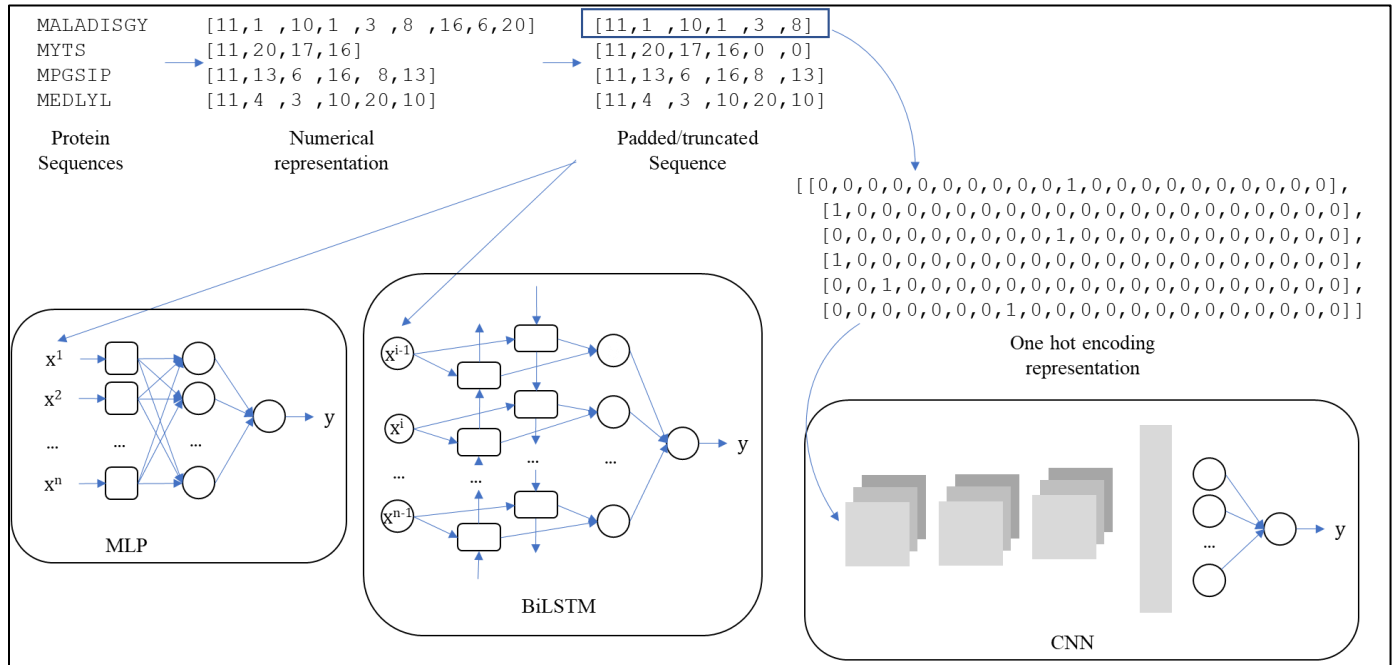 MALADISGY [11,1 ,10,1 ,3 ,8 ,16,6,20] [11,1 ,10,1 ,3 ,8]
MYTS [11,20,17,16] [11,20,17,16,0 ,0]
MPGSIP [11,13,6 ,16, 8,13] [11,13,6 ,16,8 ,13]
MEDLYL [11,4 ,3 ,10,20,10] [11,4 ,3 ,10,20,10]
Protein Sequences
Numerical representation
Padded/truncated Sequence
[[0,0,0,0,0,0,0,0,0,0,1,0,0,0,0,0,0,0,0,0,0],
[1,0,0,0,0,0,0,0,0,0,0,0,0,0,0,0,0,0,0,0,0],
[0,0,0,0,0,0,0,0,0,1,0,0,0,0,0,0,0,0,0,0,0],
[1,0,0,0,0,0,0,0,0,0,0,0,0,0,0,0,0,0,0,0,0],
[0,0,1,0,0,0,0,0,0,0,0,0,0,0,0,0,0,0,0,0,0],
[0,0,0,0,0,0,0,1,0,0,0,0,0,0,0,0,0,0,0,0,0]]
One hot encoding
representation
x1
x2
... ... ...
xn
y
MLP
xi-1
xi
... ... ... ...
xn-1
y
BiLSTM
...
y
CNN